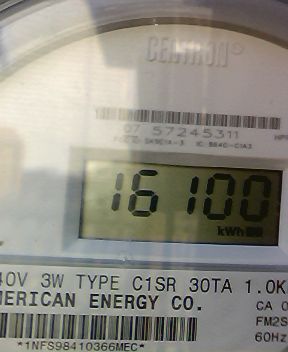 CENTRON®
07 57245311
16100
kWh
40V 3W TYPE C1SR 30TA 1.0K
MERICAN ENERGY CO.
CA 0
FM2S
60Hz
*1NFS98410366MEC*